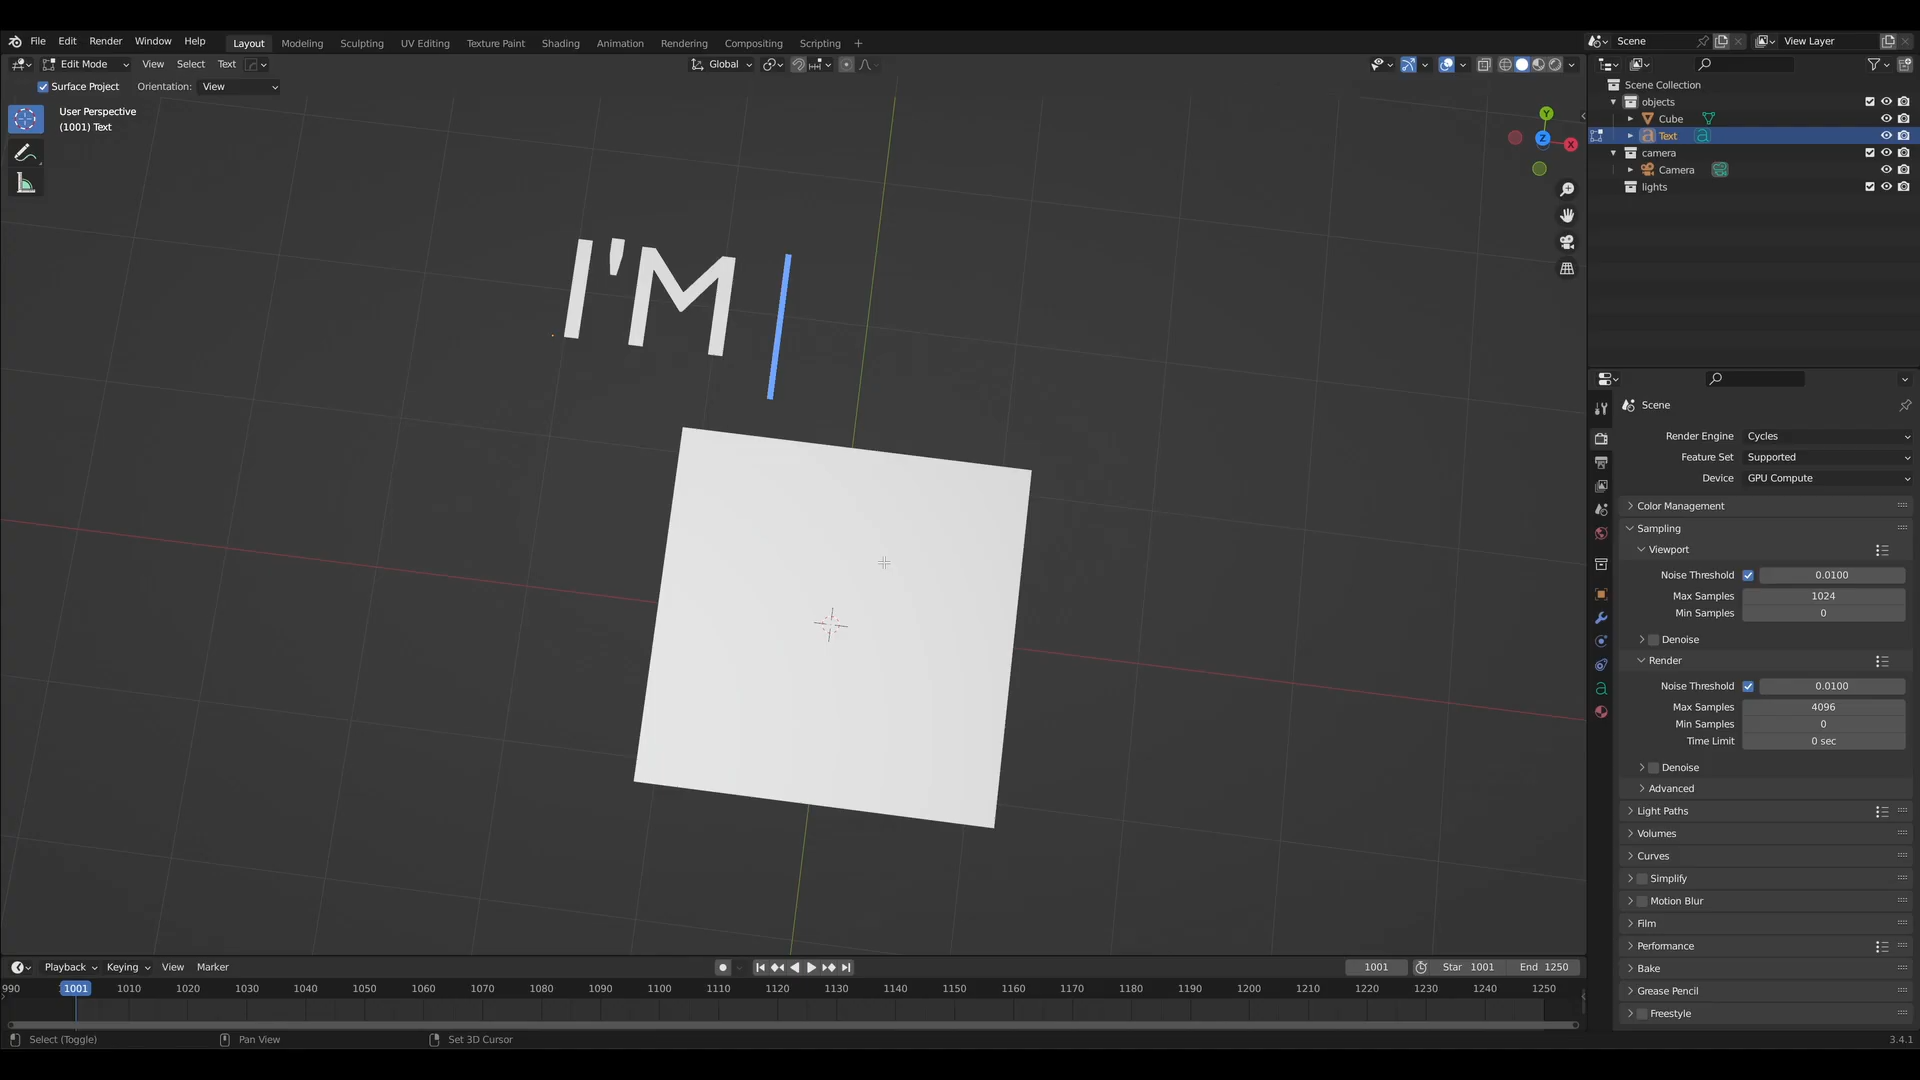 File Edit Render Window Help Layout Modeling Sculpting UV Editing Texture Paint Shading Animation Rendering Compositing Scripting + Scene View Layer
Edit Mode View Select Text Global
Surface Project Orientation: View
User Perspective
(1001) Text
Y
Z
X
I'M
Scene Collection
objects
Cube
Text
camera
Camera
lights
Scene
Render Engine Cycles
Feature Set Supported
Device GPU Compute
Color Management
Sampling
Viewport
Noise Threshold 0.0100
Max Samples 1024
Min Samples 0
Denoise
Render
Noise Threshold 0.0100
Max Samples 4096
Min Samples 0
Time Limit 0 sec
Denoise
Advanced
Light Paths
Volumes
Curves
Simplify
Motion Blur
Film
Performance
Bake
Grease Pencil
Freestyle
Playback Keying View Marker 1001 Star 1001 End 1250
990 1001 1010 1020 1030 1040 1050 1060 1070 1080 1090 1100 1110 1120 1130 1140 1150 1160 1170 1180 1190 1200 1210 1220 1230 1240 1250
Select (Toggle) Pan View Set 3D Cursor 3.4.1